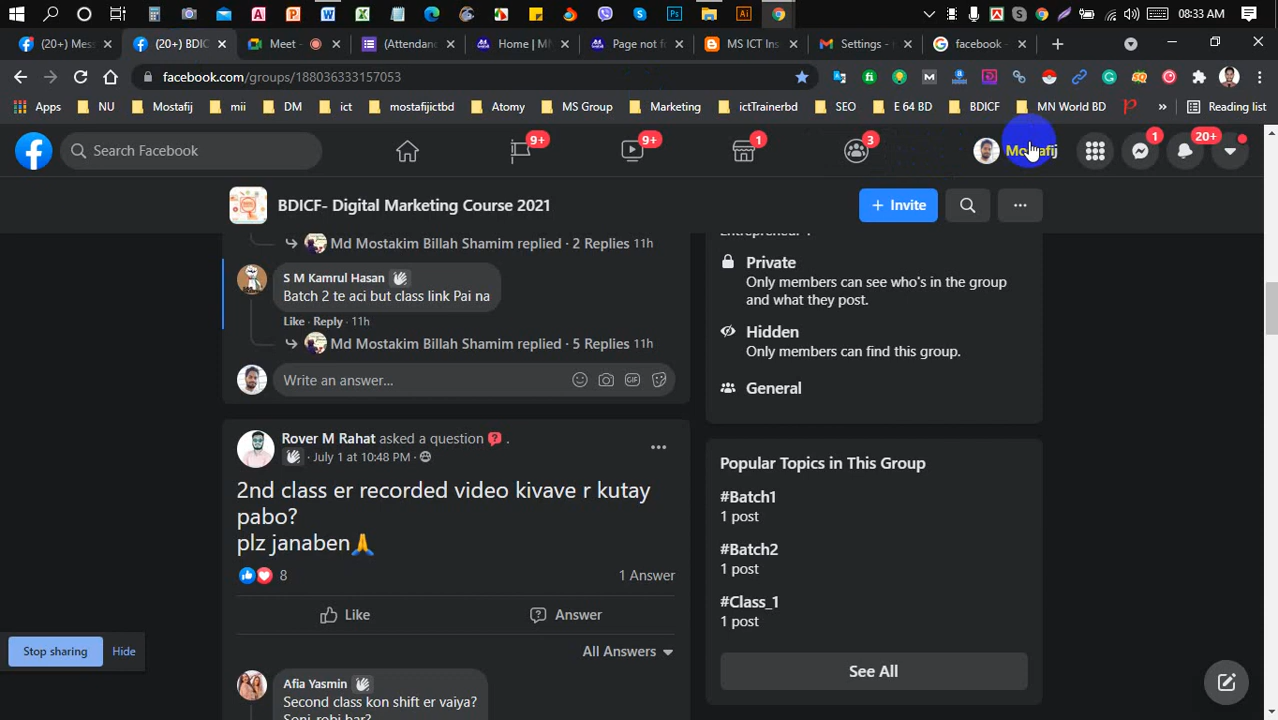 08:33 AM
(20+) Mess
(20+) BDIC
Meet -
(Attendanc
Home | MN
Page not f
MS ICT Ins
Settings -
facebook -
facebook.com/groups/188036333157053
Apps
NU
Mostafij
mii
DM
ict
mostafijictbd
Atomy
MS Group
Marketing
ictTrainerbd
SEO
E 64 BD
BDICF
MN World BD
»
Reading list
Search Facebook
9+
9+
1
3
1
20+
BDICF- Digital Marketing Course 2021
+ Invite
Md Mostakim Billah Shamim replied · 2 Replies 11h
S M Kamrul Hasan
Batch 2 te aci but class link Pai na
Like · Reply · 11h
Md Mostakim Billah Shamim replied · 5 Replies 11h
Write an answer...
GIF
Rover M Rahat asked a question .
· July 1 at 10:48 PM ·
2nd class er recorded video kivave r kutay
pabo?
plz janaben🙏
8
1 Answer
Like
Answer
All Answers
Afia Yasmin
Second class kon shift er vaiya?
Private
Only members can see who's in the group
and what they post.
Hidden
Only members can find this group.
General
Popular Topics in This Group
#Batch1
1 post
#Batch2
1 post
#Class_1
1 post
See All
Stop sharing
Hide